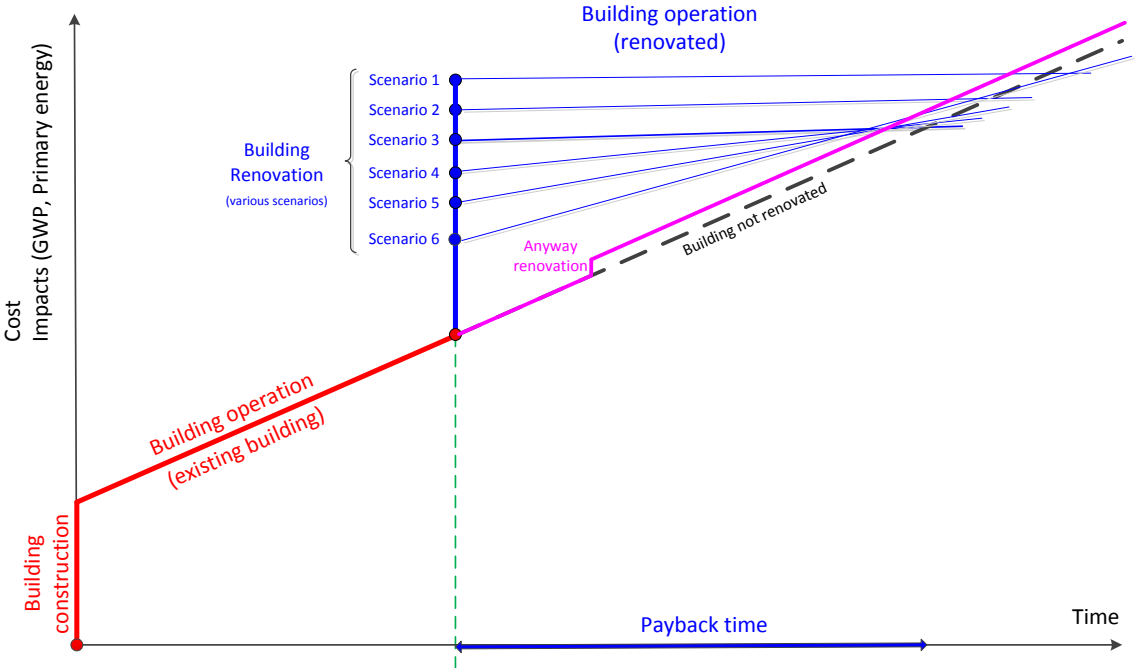 Building operation
(renovated)
Scenario 1
Scenario 2
Scenario 3
Scenario 4
Scenario 5
Scenario 6
Building
Renovation
(various scenarios)
Anyway
renovation
Building not renovated
Cost
Impacts (GWP, Primary energy)
Building operation
(existing building)
Building
construction
Payback time
Time